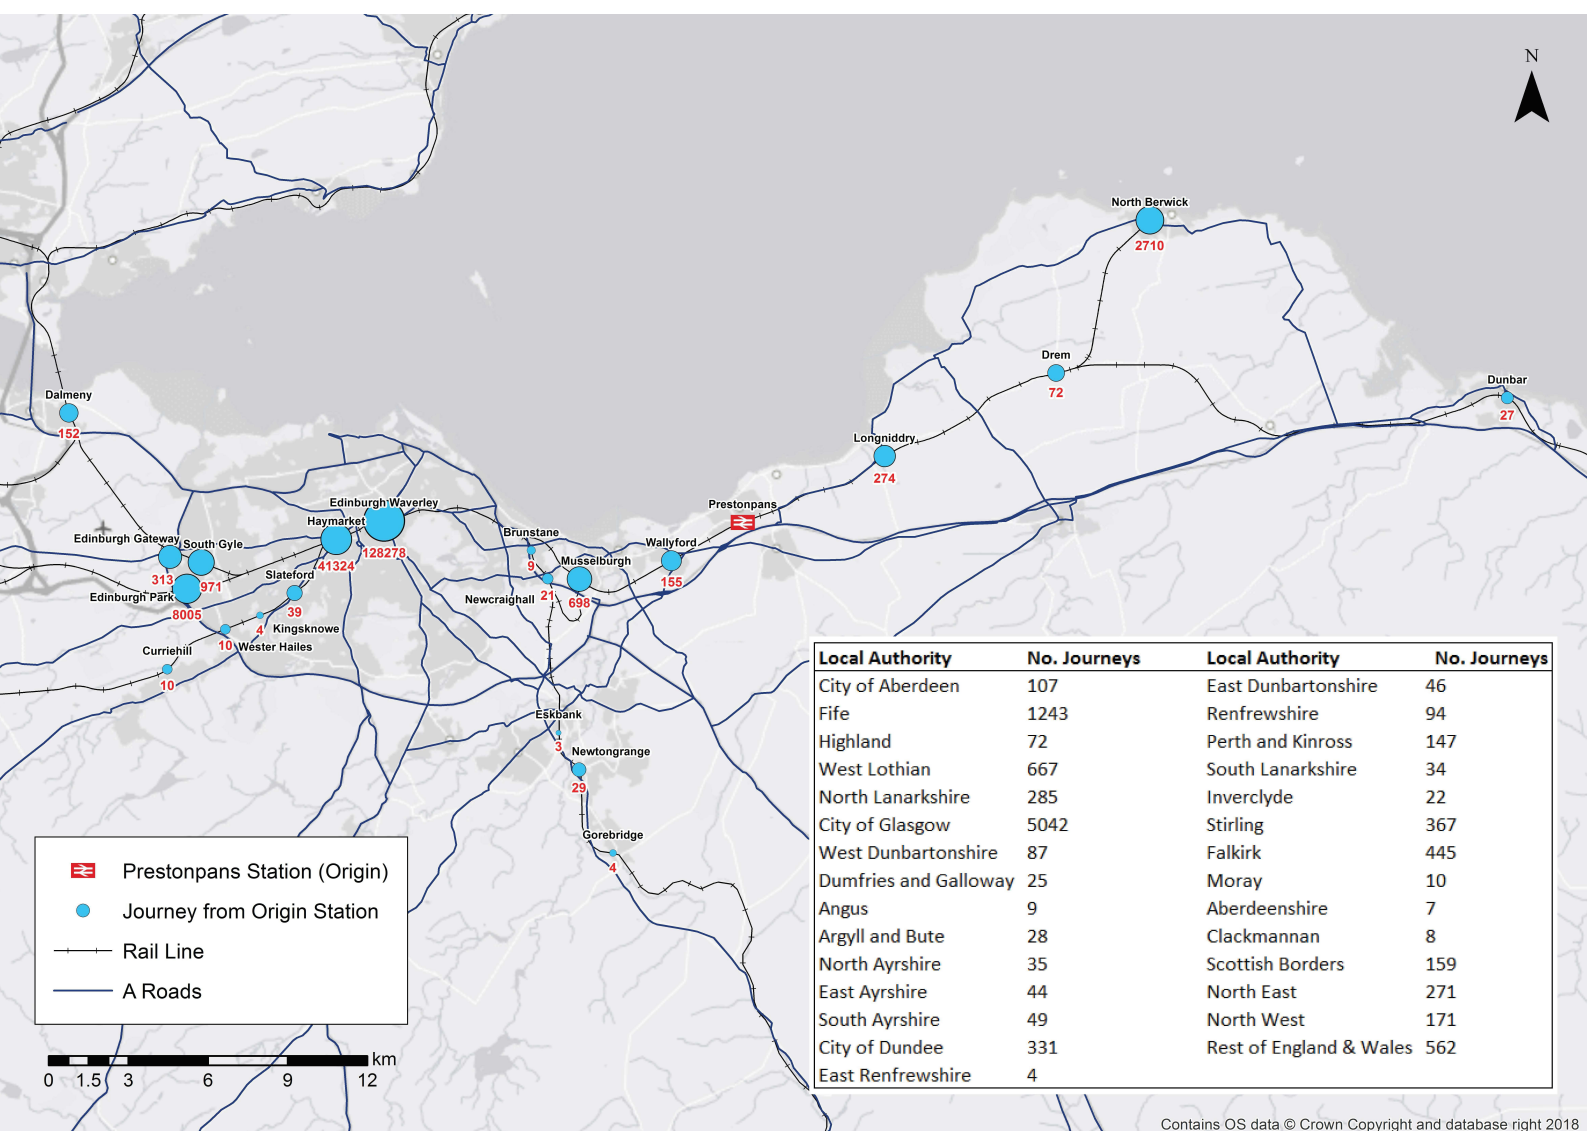 N
North Berwick
2710
Drem
72
Dunbar
27
Dalmeny
152
Longniddry
274
Prestonpans
Edinburgh Waverley
128278
Haymarket
41324
Brunstane
9
Wallyford
155
Musselburgh
698
Newcraighall
21
Edinburgh Gateway
313
South Gyle
971
Edinburgh Park
8005
Slateford
39
Kingsknowe
4
Wester Hailes
10
Curriehill
10
Eskbank
3
Newtongrange
29
Gorebridge
4
Local Authority No. Journeys Local Authority No. Journeys
City of Aberdeen 107 East Dunbartonshire 46
Fife 1243 Renfrewshire 94
Highland 72 Perth and Kinross 147
West Lothian 667 South Lanarkshire 34
North Lanarkshire 285 Inverclyde 22
City of Glasgow 5042 Stirling 367
West Dunbartonshire 87 Falkirk 445
Dumfries and Galloway 25 Moray 10
Angus 9 Aberdeenshire 7
Argyll and Bute 28 Clackmannan 8
North Ayrshire 35 Scottish Borders 159
East Ayrshire 44 North East 271
South Ayrshire 49 North West 171
City of Dundee 331 Rest of England & Wales 562
East Renfrewshire 4
Prestonpans Station (Origin)
Journey from Origin Station
Rail Line
A Roads
km
0 1.5 3 6 9 12
Contains OS data © Crown Copyright and database right 2018